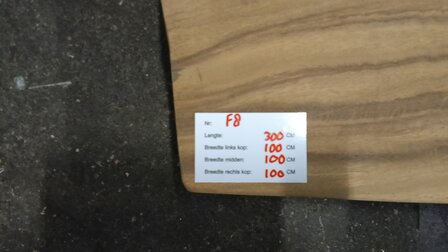 Nr: F8
Lengte: 300 CM
Breedte links kop: 100 CM
Breedte midden: 100 CM
Breedte rechts kop: 100 CM